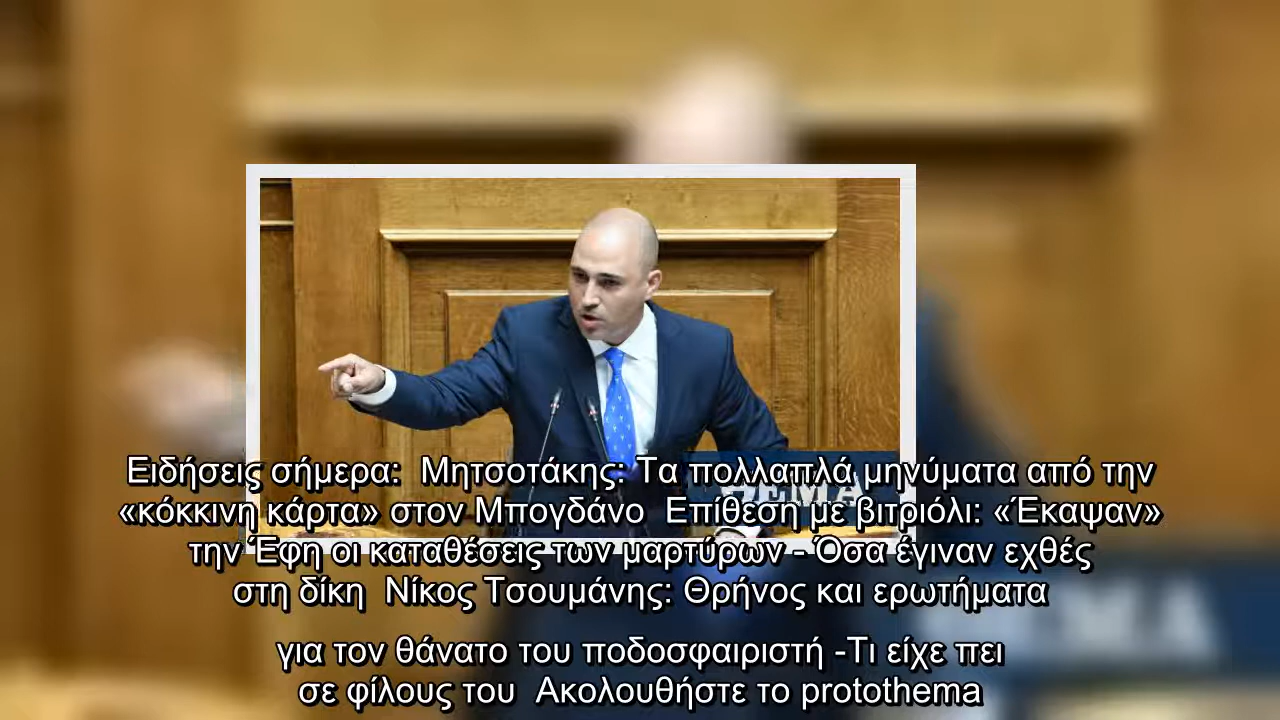 Ειδήσεις σήμερα: Μητσοτάκης: Τα πολλαπλά μηνύματα από την
«κόκκινη κάρτα» στον Μπογδάνο Επίθεση με βιτριόλι: «Έκαψαν»
την Έφη οι καταθέσεις των μαρτύρων - Όσα έγιναν εχθές
στη δίκη Νίκος Τσουμάνης: Θρήνος και ερωτήματα
για τον θάνατο του ποδοσφαιριστή -Τι είχε πει
σε φίλους του Ακολουθήστε το protothema